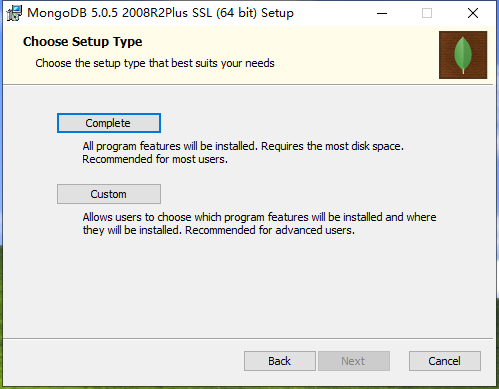 MongoDB 5.0.5 2008R2Plus SSL (64 bit) Setup
Choose Setup Type
Choose the setup type that best suits your needs
Complete
All program features will be installed. Requires the most disk space.
Recommended for most users.
Custom
Allows users to choose which program features will be installed and where
they will be installed. Recommended for advanced users.
Back
Next
Cancel